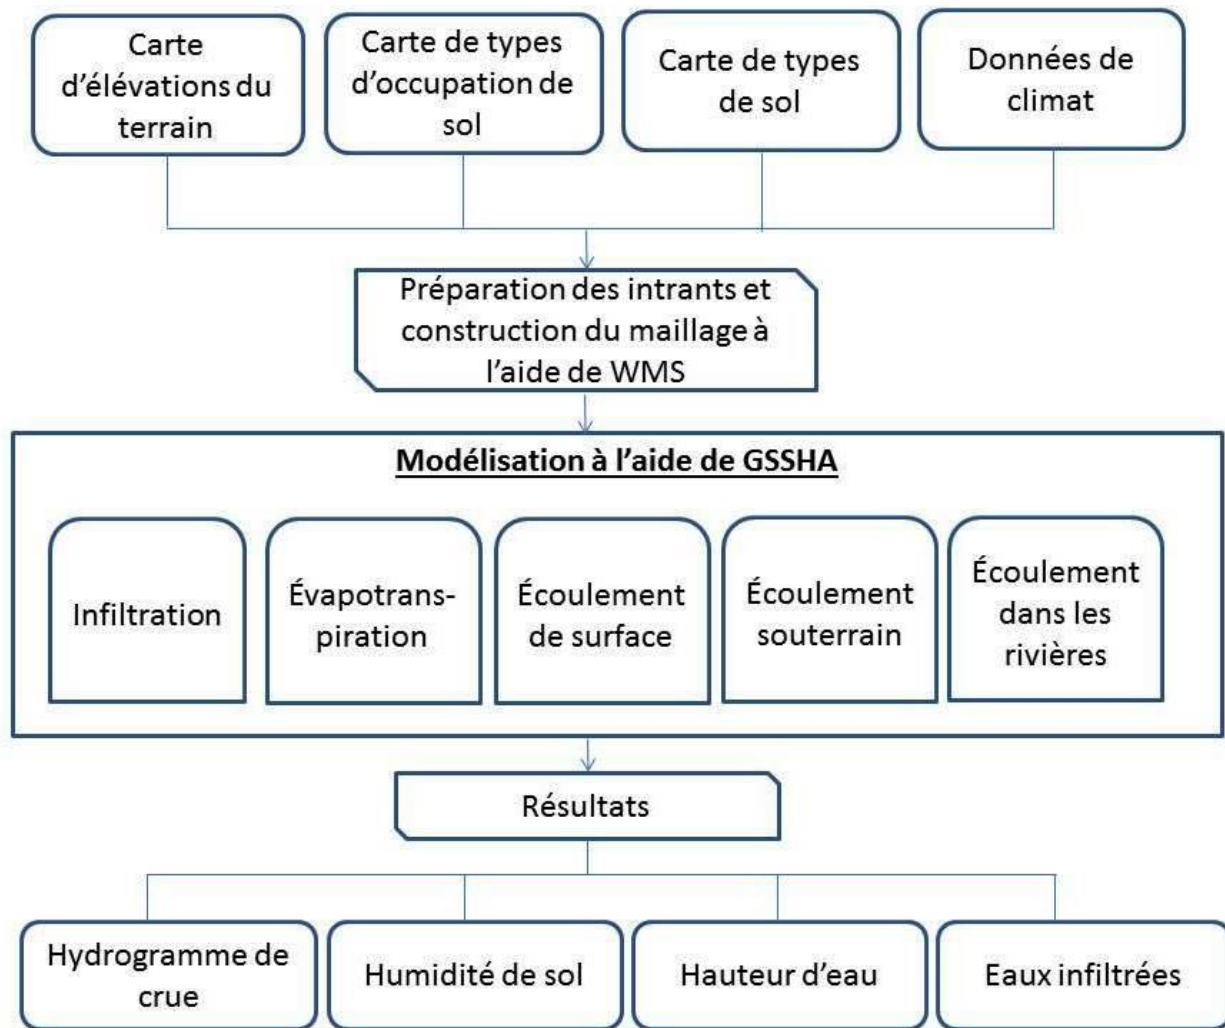 Carte
d'élévations du
terrain
Carte de types
d'occupation de
sol
Carte de types
de sol
Données de
climat
Préparation des intrants et
construction du maillage à
l'aide de WMS
Modélisation à l'aide de GSSHA
Infiltration
Évapotrans-
piration
Écoulement
de surface
Écoulement
souterrain
Écoulement
dans les
rivières
Résultats
Hydrogramme de
crue
Humidité de sol
Hauteur d'eau
Eaux infiltrées